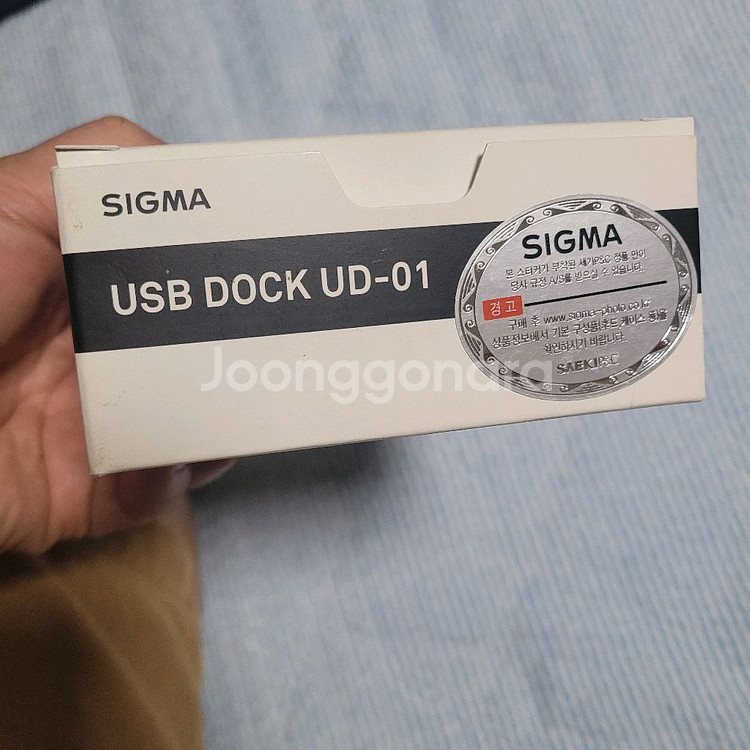 SIGMA
USB DOCK UD-01
SIGMA
본 스티커가 부착된 세기P&C 정품 만이
당사 규정 A/S를 받으실 수 있습니다.
경고
구매 후 www.sigma-photo.co.kr
상품정보에서 기본 구성품(후드 케이스 등)을
확인하시기 바랍니다.
SAEKI P&C
Joonggonara